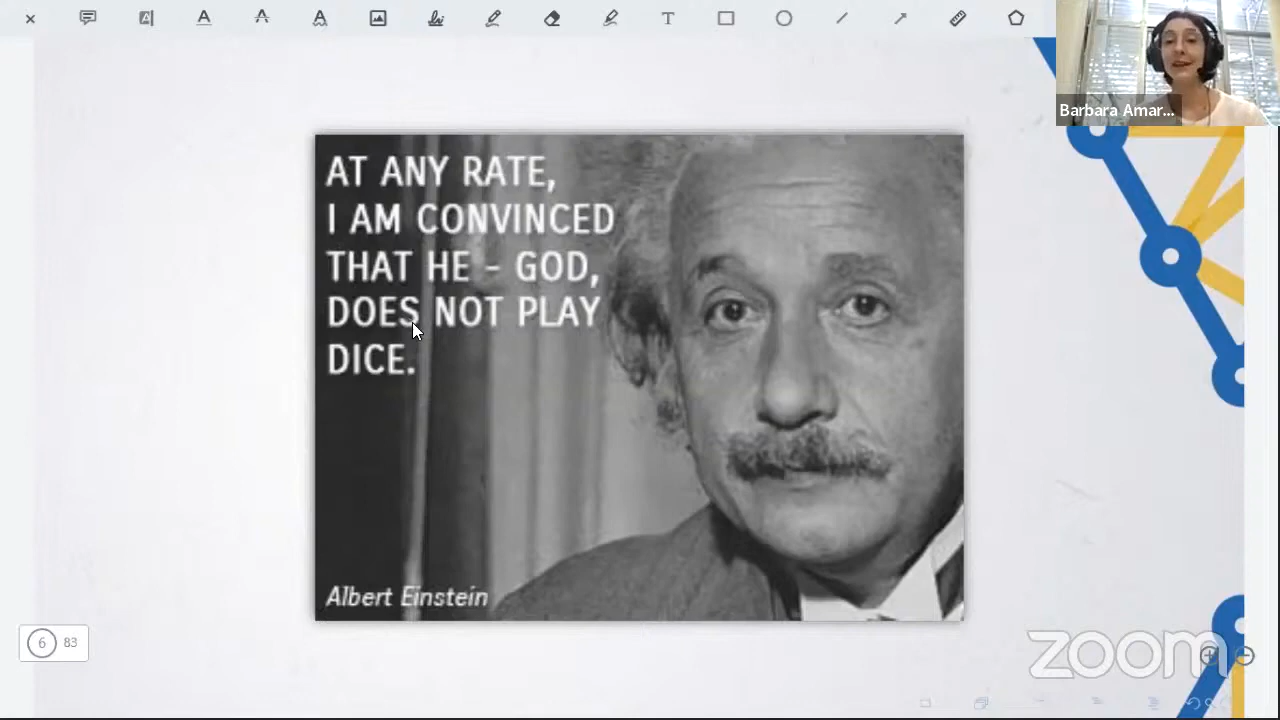 Barbara Amar...
AT ANY RATE,
I AM CONVINCED
THAT HE - GOD,
DOES NOT PLAY
DICE.
Albert Einstein
6 83
zoom